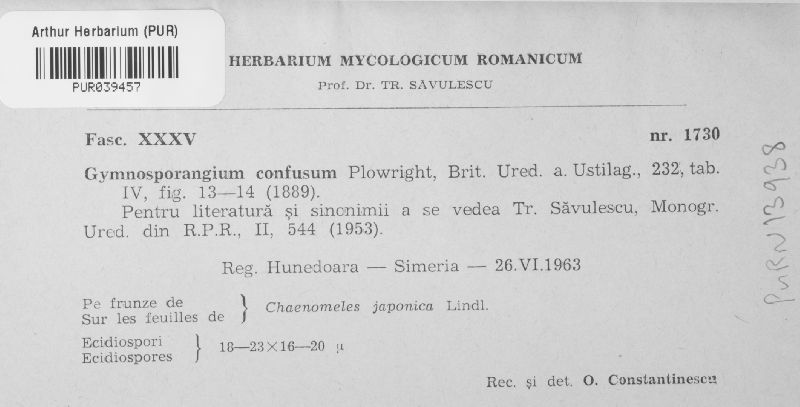 Arthur Herbarium (PUR)
PUR039457
HERBARIUM MYCOLOGICUM ROMANICUM
Prof. Dr. TR. SĂVULESCU
Fasc. XXXV nr. 1730
Gymnosporangium confusum Plowright, Brit. Ured. a. Ustilag., 232, tab.
IV, fig. 13—14 (1889).
Pentru literatură și sinonimii a se vedea Tr. Săvulescu, Monogr.
Ured. din R.P.R., II, 544 (1953).
Reg. Hunedoara — Simeria — 26.VI.1963
Pe frunze de
Sur les feuilles de } Chaenomeles japonica Lindl.
Ecidiospori
Ecidiospores } 18—23×16—20 μ
Rec. și det. O. Constantinescu
PURN13938